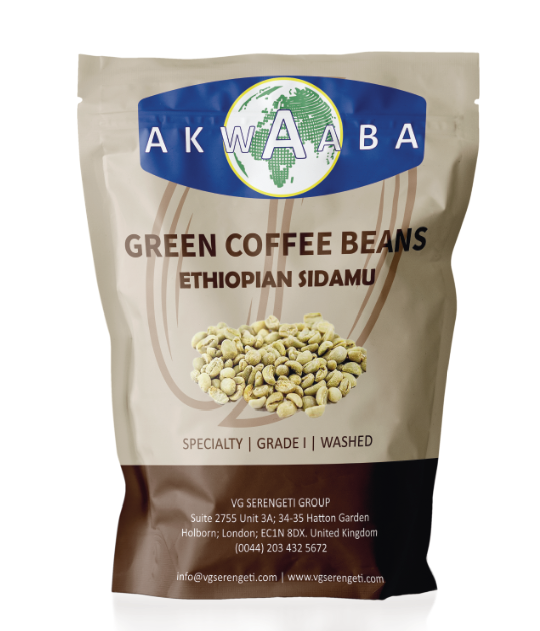 AKWAABA
GREEN COFFEE BEANS
ETHIOPIAN SIDAMU
SPECIALTY | GRADE I | WASHED
VG SERENGETI GROUP
Suite 2755 Unit 3A; 34-35 Hatton Garden
Holborn; London; EC1N 8DX. United Kingdom
(0044) 203 432 5672
info@vgserengeti.com | www.vgserengeti.com